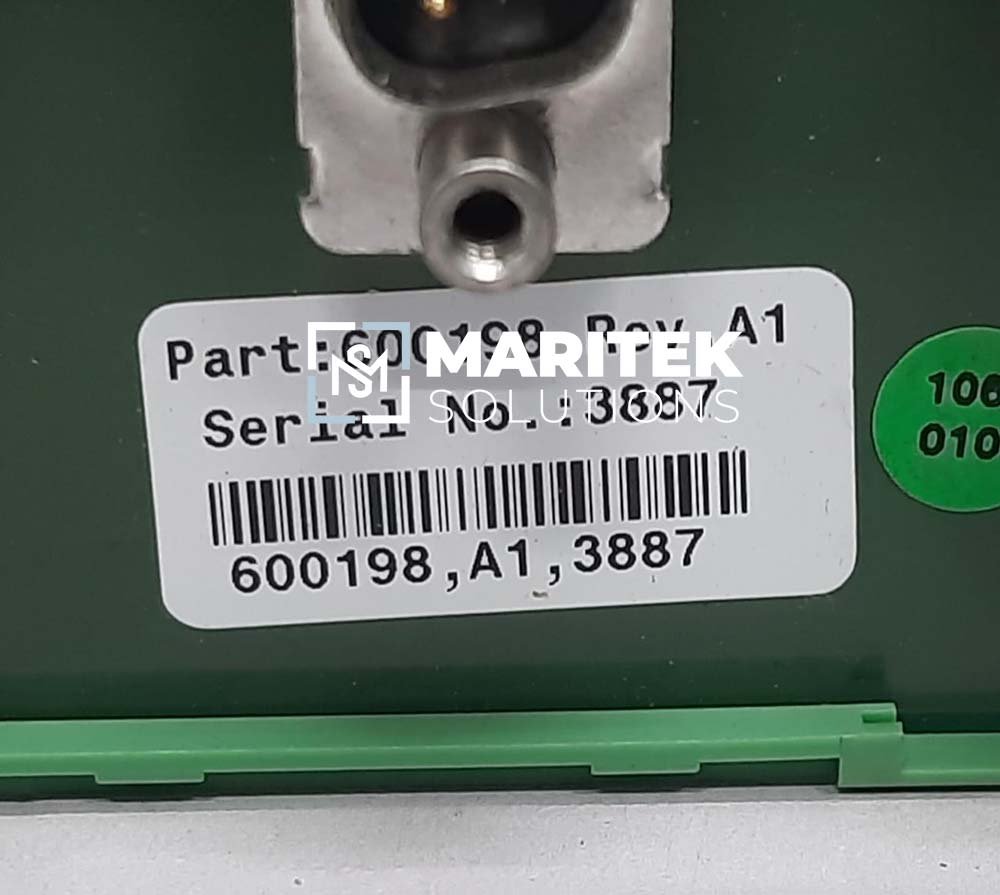 Part:600198 Rev A1
MARITEK
SOLUTIONS
Serial No.:3887
600198,A1,3887
106
010